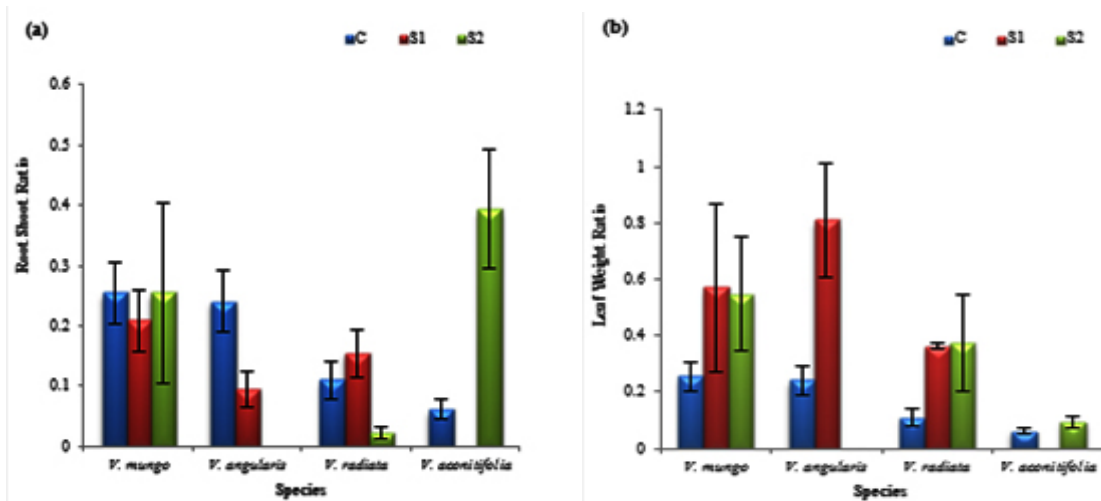 (a)
C S1 S2
Root Shoot Ratio
0.6
0.5
0.4
0.3
0.2
0.1
0
V. mungo V. angularis V. radiata V. aconitifolia
Species
(b)
C S1 S2
Leaf Weight Ratio
1.2
1
0.8
0.6
0.4
0.2
0
V. mungo V. angularis V. radiata V. aconitifolia
Species